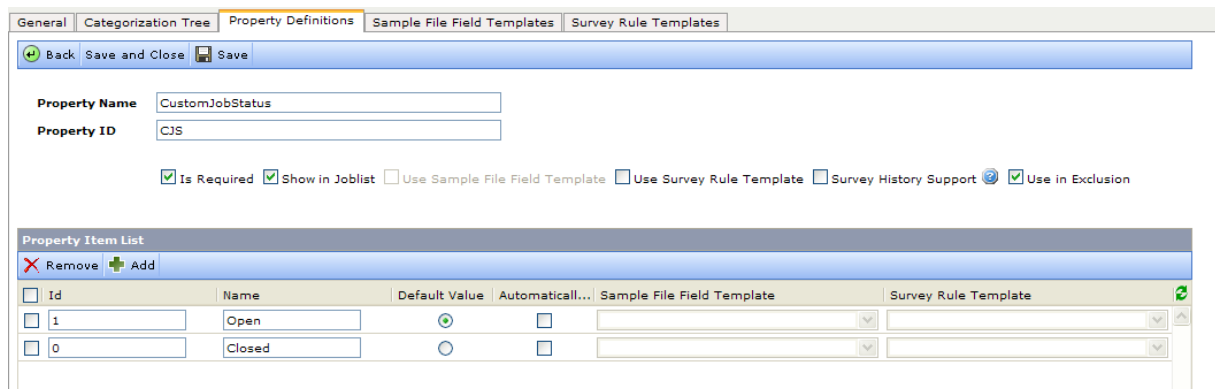 General Categorization Tree Property Definitions Sample File Field Templates Survey Rule Templates
Back Save and Close Save
Property Name CustomJobStatus
Property ID CJS
Is Required Show in Joblist Use Sample File Field Template Use Survey Rule Template Survey History Support Use in Exclusion
Property Item List
Remove Add
Id Name Default Value Automaticall... Sample File Field Template Survey Rule Template
1 Open
0 Closed